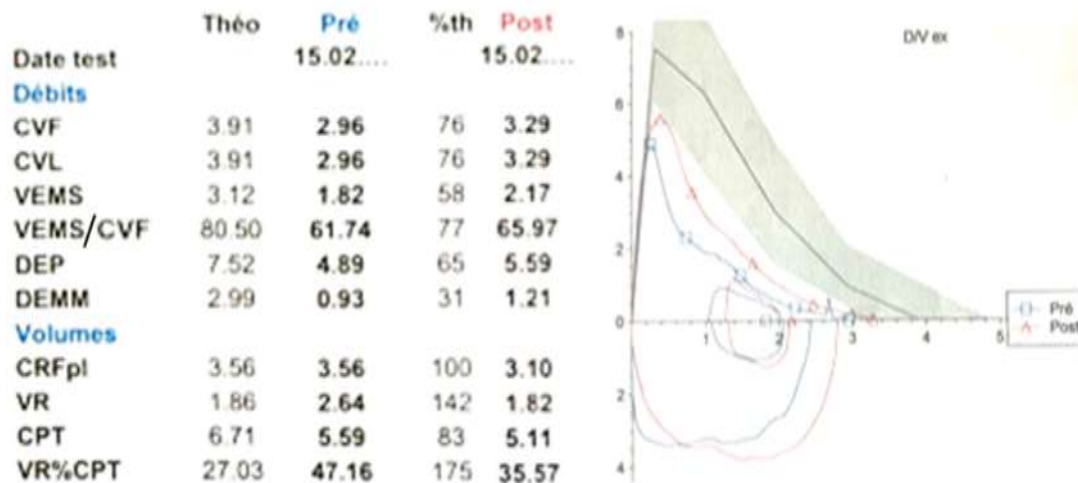 Théo Pré %th Post
Date test 15.02.... 15.02....
Débits
CVF 3.91 2.96 76 3.29
CVL 3.91 2.96 76 3.29
VEMS 3.12 1.82 58 2.17
VEMS/CVF 80.50 61.74 77 65.97
DEP 7.52 4.89 65 5.59
DEMM 2.99 0.93 31 1.21
Volumes
CRFpl 3.56 3.56 100 3.10
VR 1.86 2.64 142 1.82
CPT 6.71 5.59 83 5.11
VR%CPT 27.03 47.16 175 35.57
D/V ex
8
6
4
2
0
2
4
1 2 3 4 5
Pré
Post